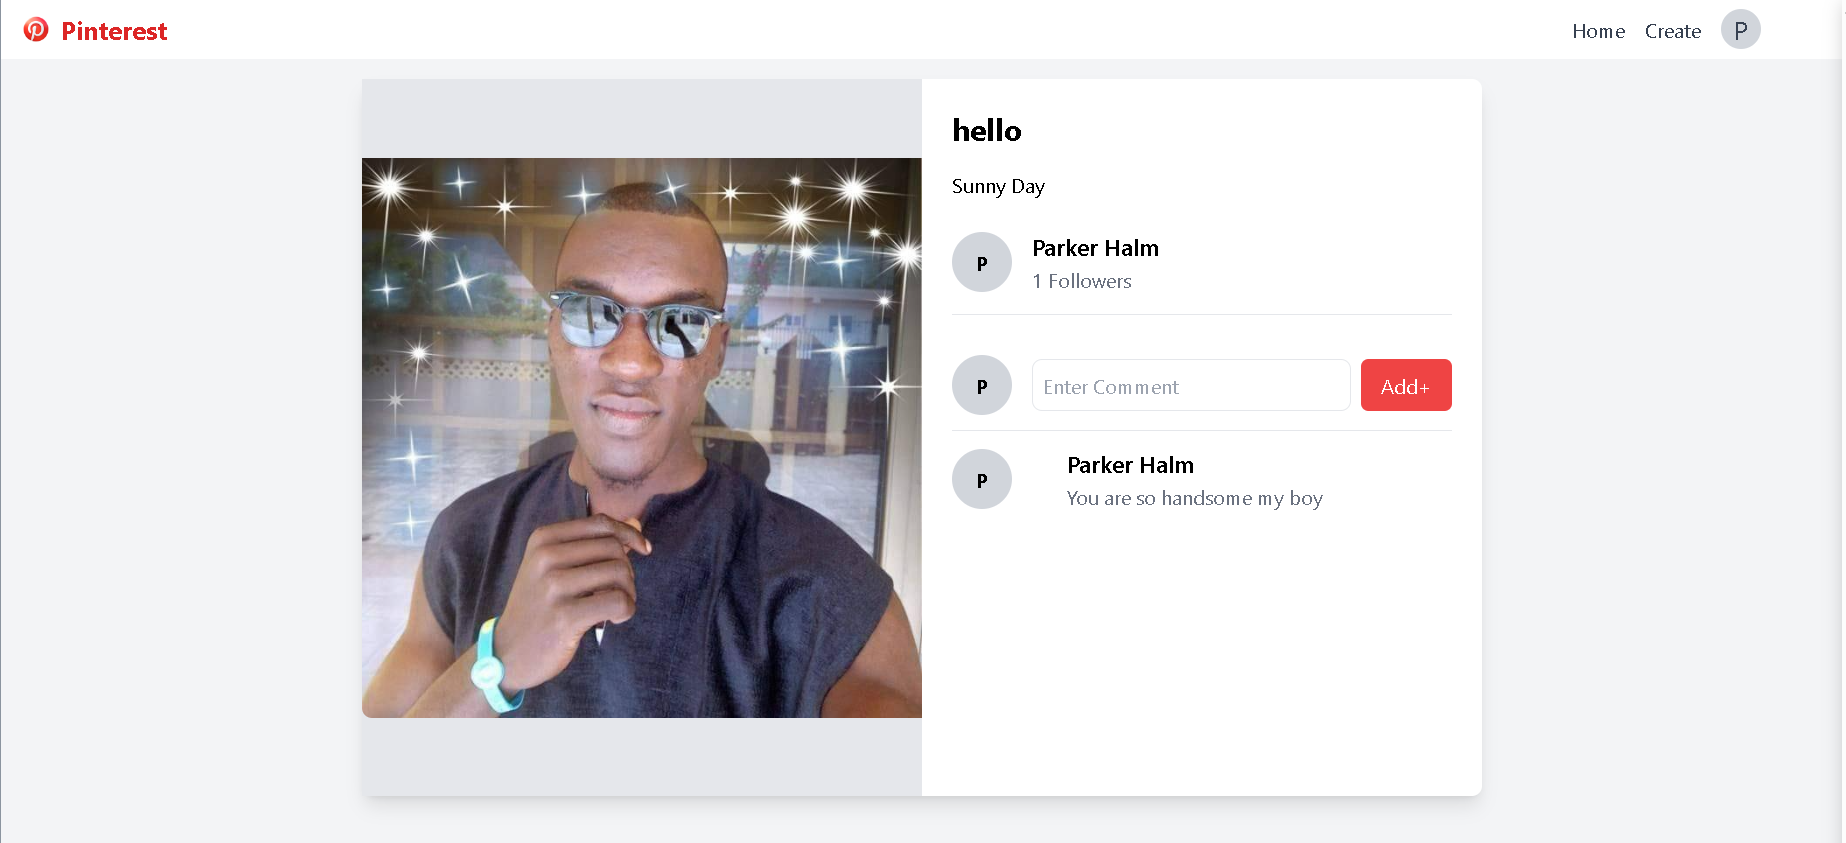 Pinterest
Home Create P
hello
Sunny Day
P
Parker Halm
1 Followers
P
Enter Comment
Add+
P
Parker Halm
You are so handsome my boy